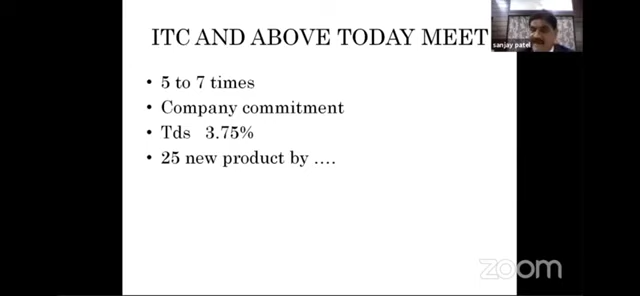 ITC AND ABOVE TODAY MEET
sanjay patel
• 5 to 7 times
• Company commitment
• Tds 3.75%
• 25 new product by ....
zoom